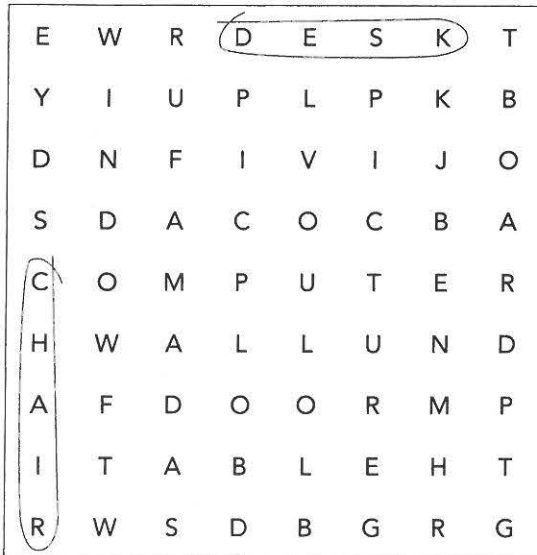 E W R D E S K T
Y I U P L P K B
D N F I V I J O
S D A C O C B A
C O M P U T E R
H W A L L U N D
A F D O O R M P
I T A B L E H T
R W S D B G R G